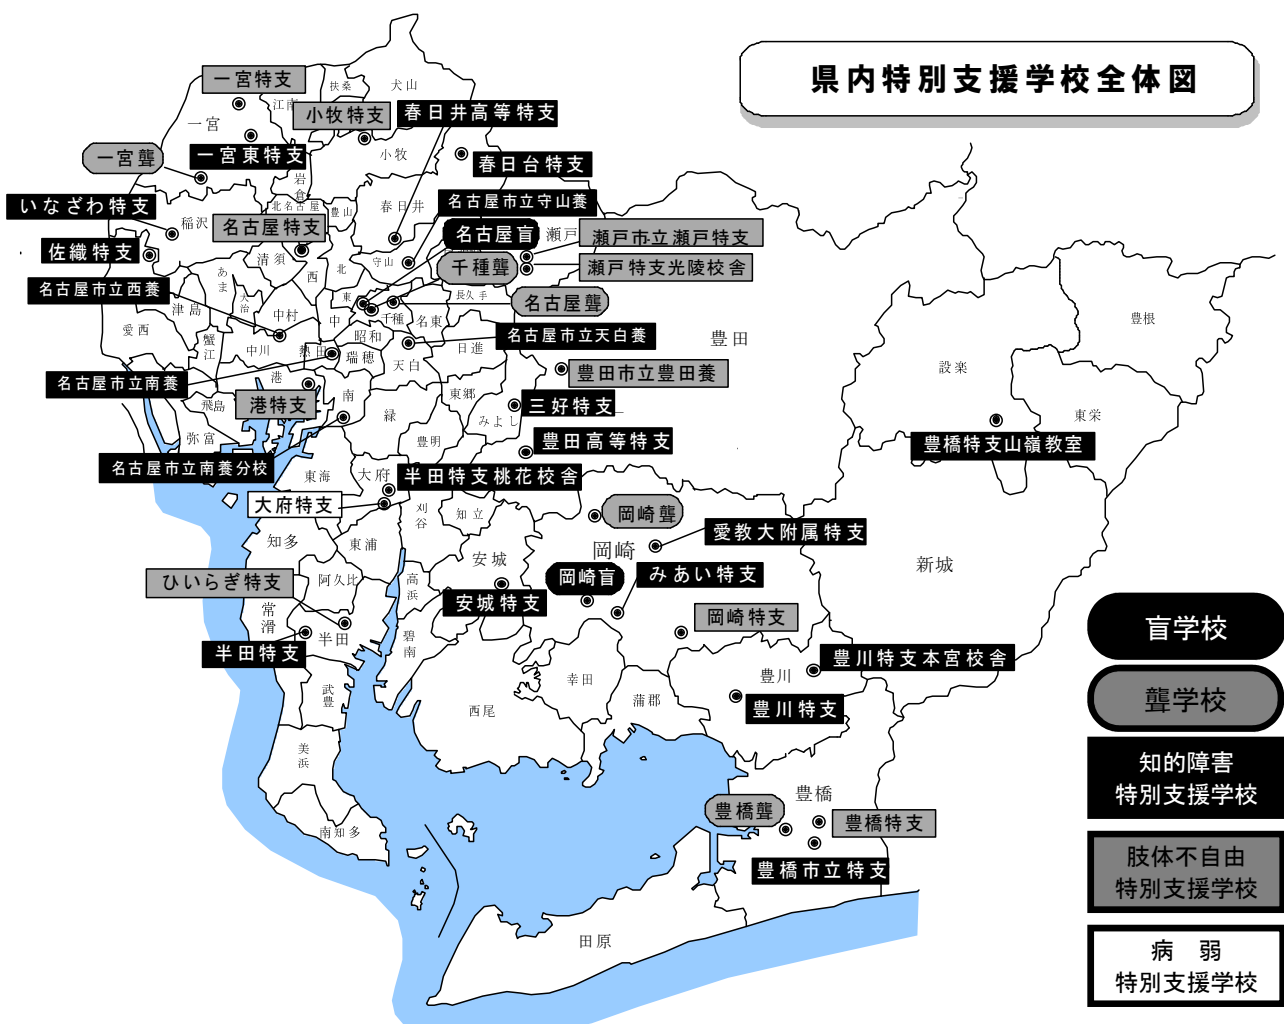 県内特別支援学校全体図
一宮特支
扶桑
犬山
江南
小牧特支
春日井高等特支
一宮
一宮聾
一宮東特支
小牧
春日台特支
岩倉
いなざわ特支
稲沢
北名古屋
豊山
春日井
名古屋市立守山養
名古屋特支
名古屋盲
瀬戸
瀬戸市立瀬戸特支
佐織特支
清須
西
北
守山
千種聾
瀬戸特支光陵校舎
あま
大治
名古屋市立西養
津島
中村
東
長久手
名古屋聾
愛西
中
千種
名東
豊田
豊根
蟹江
中川
熱田
昭和
瑞穂
天白
日進
名古屋市立天白養
名古屋市立南養
港
設楽
豊田市立豊田養
飛島
港特支
南
緑
東郷
みよし
三好特支
東栄
弥富
豊明
豊田高等特支
豊橋特支山嶺教室
名古屋市立南養分校
東海
大府
半田特支桃花校舎
大府特支
刈谷
知立
岡崎聾
愛教大附属特支
知多
東浦
安城
岡崎
新城
ひいらぎ特支
阿久比
高浜
岡崎盲
みあい特支
安城特支
常滑
半田
碧南
岡崎特支
半田特支
豊川特支本宮校舎
武豊
西尾
幸田
蒲郡
豊川
豊川特支
美浜
南知多
豊橋
豊橋聾
豊橋特支
豊橋市立特支
田原
盲学校
聾学校
知的障害
特別支援学校
肢体不自由
特別支援学校
病　弱
特別支援学校